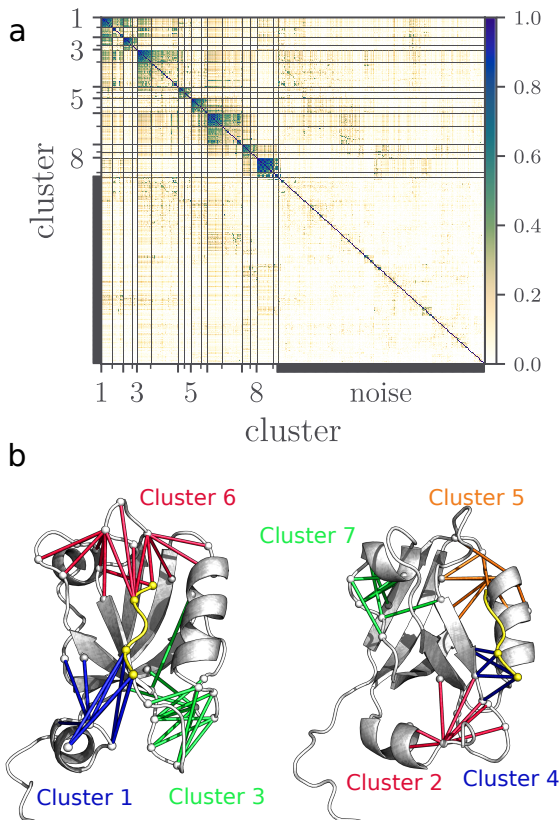 a
1
3
5
8
cluster
1.0
0.8
0.6
0.4
0.2
0.0
1 3 5 8 noise
cluster
b
Cluster 6
Cluster 5
Cluster 7
Cluster 1
Cluster 3
Cluster 2
Cluster 4